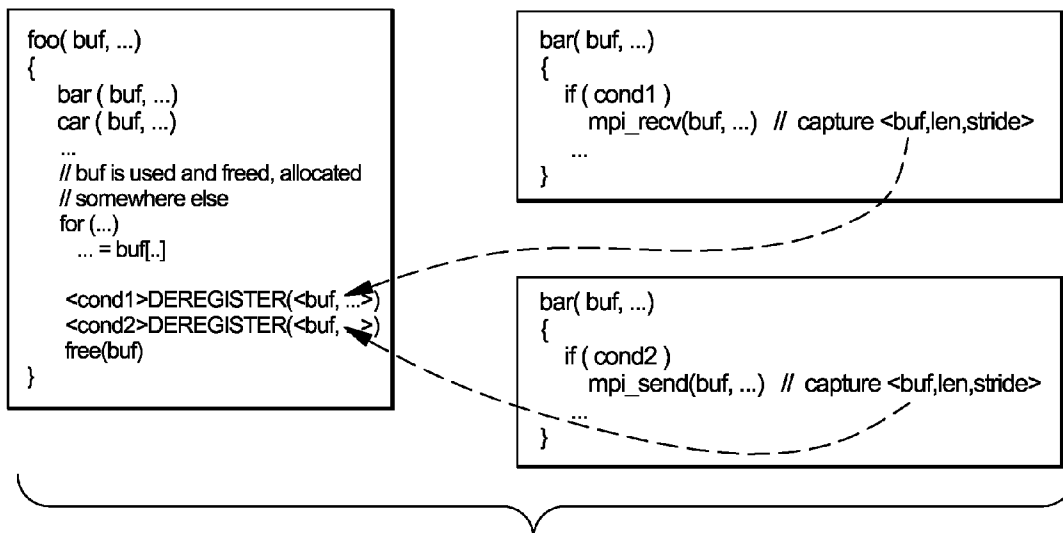 foo( buf, ...)
{
bar ( buf, ...)
car ( buf, ...)
...
// buf is used and freed, allocated
// somewhere else
for (...)
... = buf[..]
<cond1>DEREGISTER(<buf, ...>)
<cond2>DEREGISTER(<buf, ...>)
free(buf)
}
bar( buf, ...)
{
if ( cond1 )
mpi_recv(buf, ...) // capture <buf,len,stride>
...
}
bar( buf, ...)
{
if ( cond2 )
mpi_send(buf, ...) // capture <buf,len,stride>
...
}